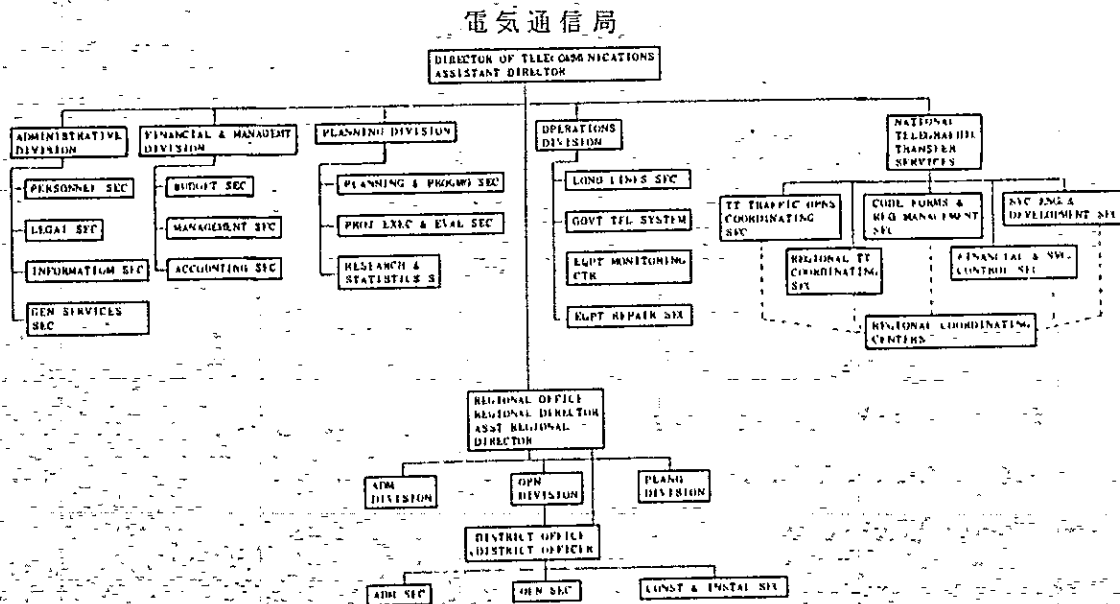 電気通信局
DIRECTOR OF TELECOMMUNICATIONS
ASSISTANT DIRECTOR
ADMINISTRATIVE
DIVISION
PERSONNEL SEC
LEGAL SEC
INFORMATION SEC
GEN SERVICES
SEC
FINANCIAL & MANAGEMT
DIVISION
BUDGET SEC
MANAGEMENT SEC
ACCOUNTING SEC
PLANNING DIVISION
PLANNING & PROGMG SEC
PROJ EXEC & EVAL SEC
RESEARCH &
STATISTICS S
OPERATIONS
DIVISION
LONG LINES SEC
GOVT TEL SYSTEM
EQPT MONITORING
CTR
EQPT REPAIR SEC
NATIONAL
TELEGRAPHIC
TRANSFER
SERVICES
TT TRAFFIC OPNS
COORDINATING
SEC
CODE FORMS &
REG MANAGEMENT
SEC
SVC ENG &
DEVELOPMENT SEC
REGIONAL TT
COORDINATING
SEC
FINANCIAL & SVC
CONTROL SEC
REGIONAL COORDINATING
CENTERS
REGIONAL OFFICE
REGIONAL DIRECTOR
ASST REGIONAL
DIRECTOR
ADM
DIVISION
OPN
DIVISION
PLANG
DIVISION
DISTRICT OFFICE
DISTRICT OFFICER
ADM SEC
OPN SEC
CONST & INSTAL SEC